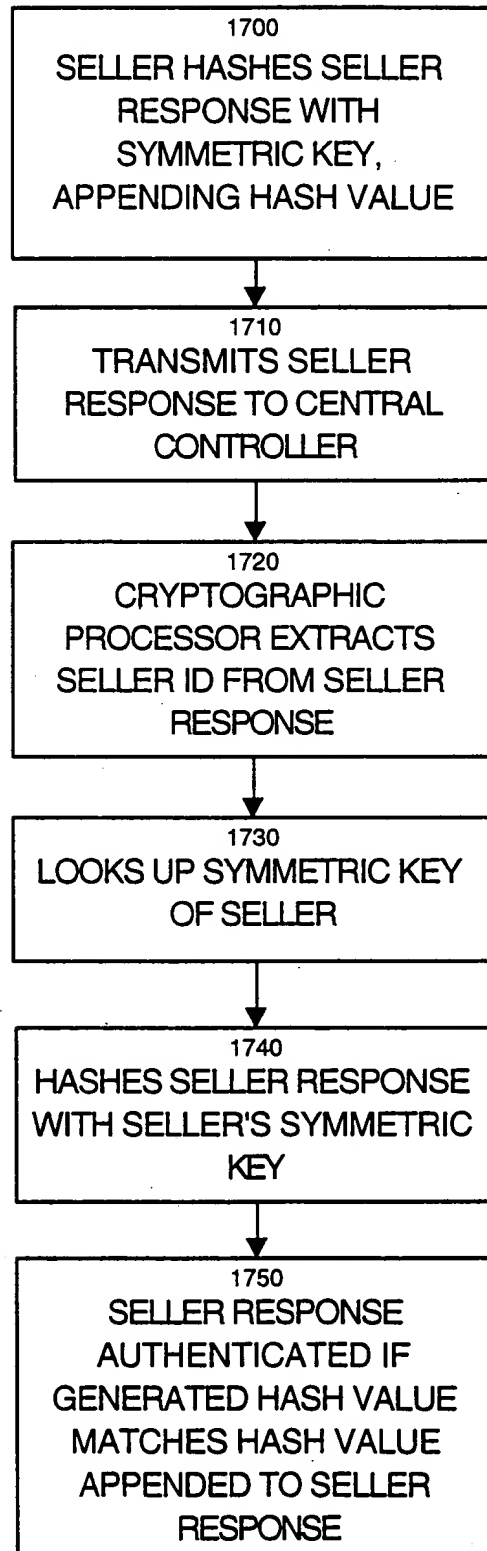 1700
SELLER HASHES SELLER
RESPONSE WITH
SYMMETRIC KEY,
APPENDING HASH VALUE
1710
TRANSMITS SELLER
RESPONSE TO CENTRAL
CONTROLLER
1720
CRYPTOGRAPHIC
PROCESSOR EXTRACTS
SELLER ID FROM SELLER
RESPONSE
1730
LOOKS UP SYMMETRIC KEY
OF SELLER
1740
HASHES SELLER RESPONSE
WITH SELLER'S SYMMETRIC
KEY
1750
SELLER RESPONSE
AUTHENTICATED IF
GENERATED HASH VALUE
MATCHES HASH VALUE
APPENDED TO SELLER
RESPONSE